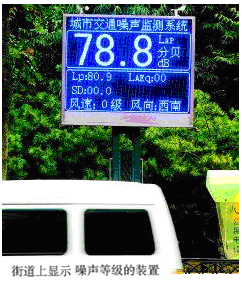 城市交通噪声监测系统
78.8 LAP
分贝
dB
Lp:80.9 LAEq:00
SD:00.0
风速:0级 风向:西南
街道上显示 噪声等级的装置